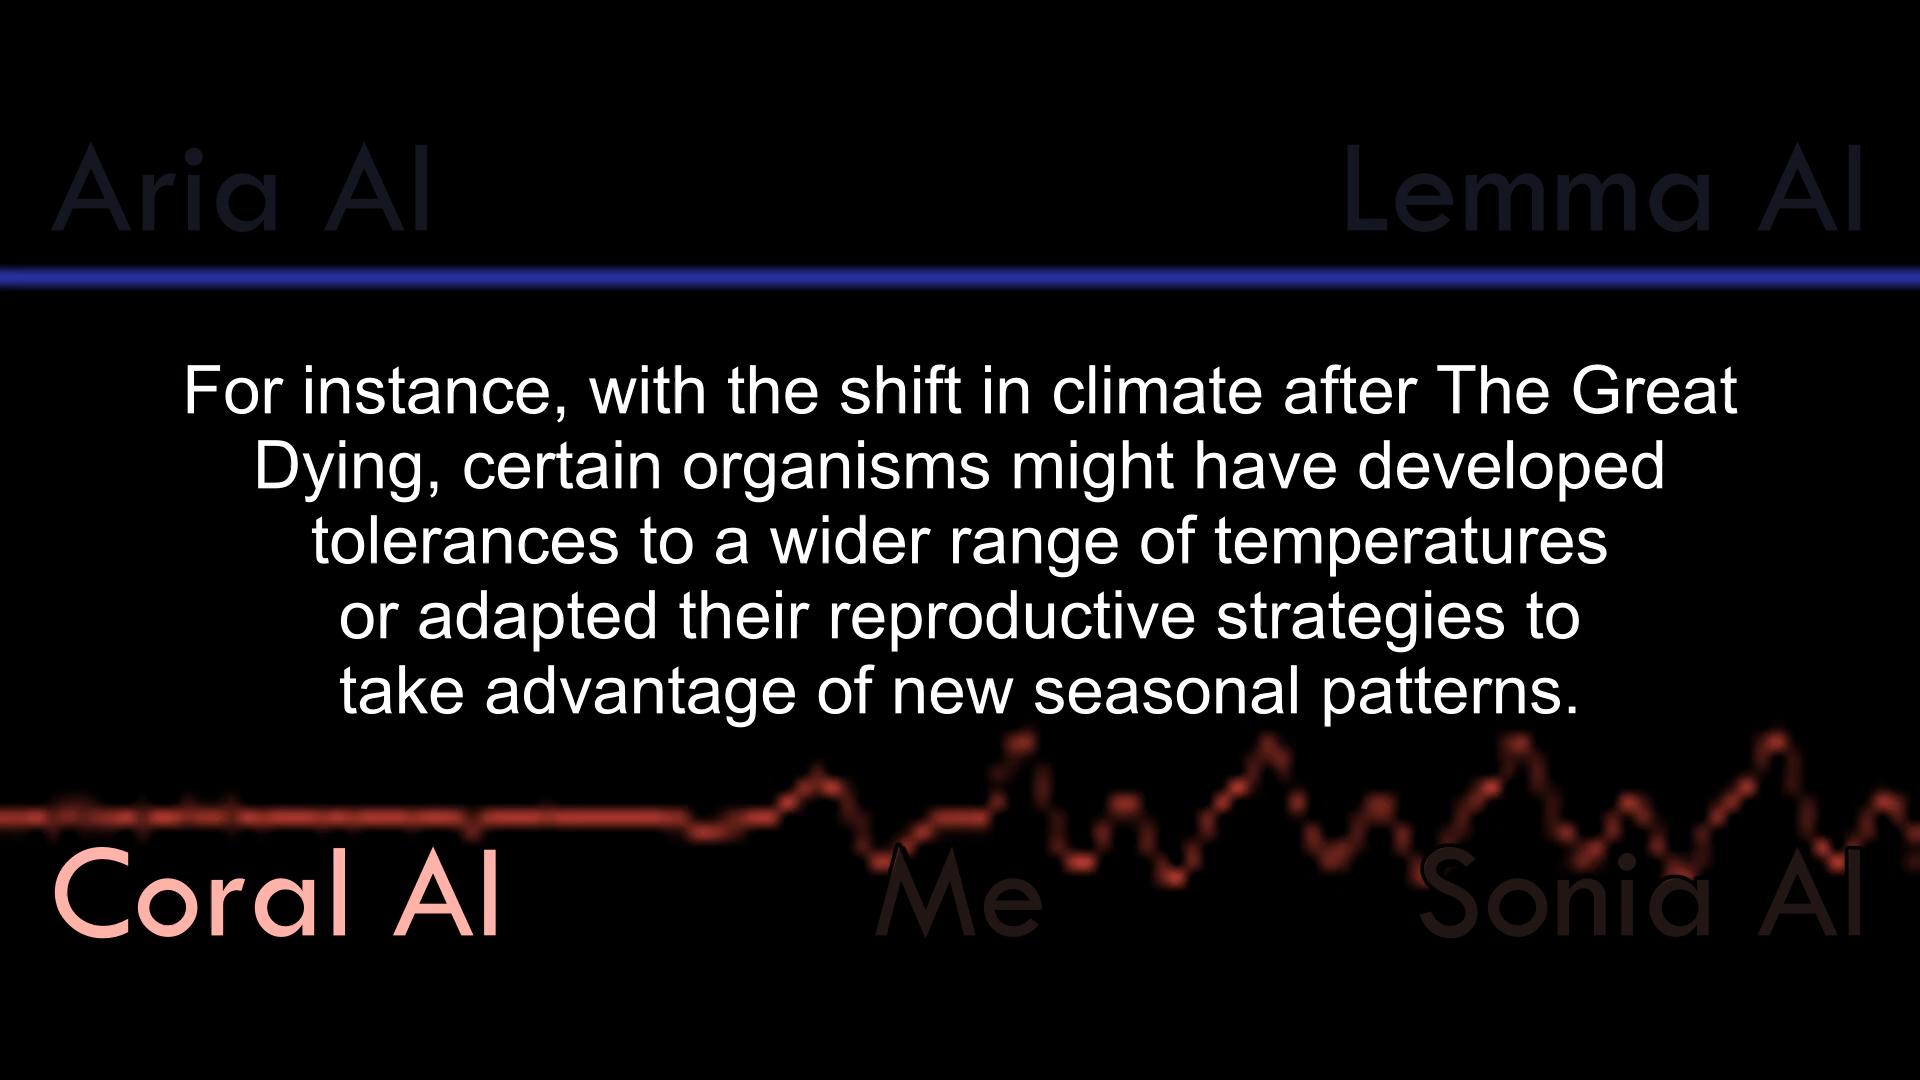 Aria AI
Lemma AI
For instance, with the shift in climate after The Great
Dying, certain organisms might have developed
tolerances to a wider range of temperatures
or adapted their reproductive strategies to
take advantage of new seasonal patterns.
Coral AI
Me
Sonia AI